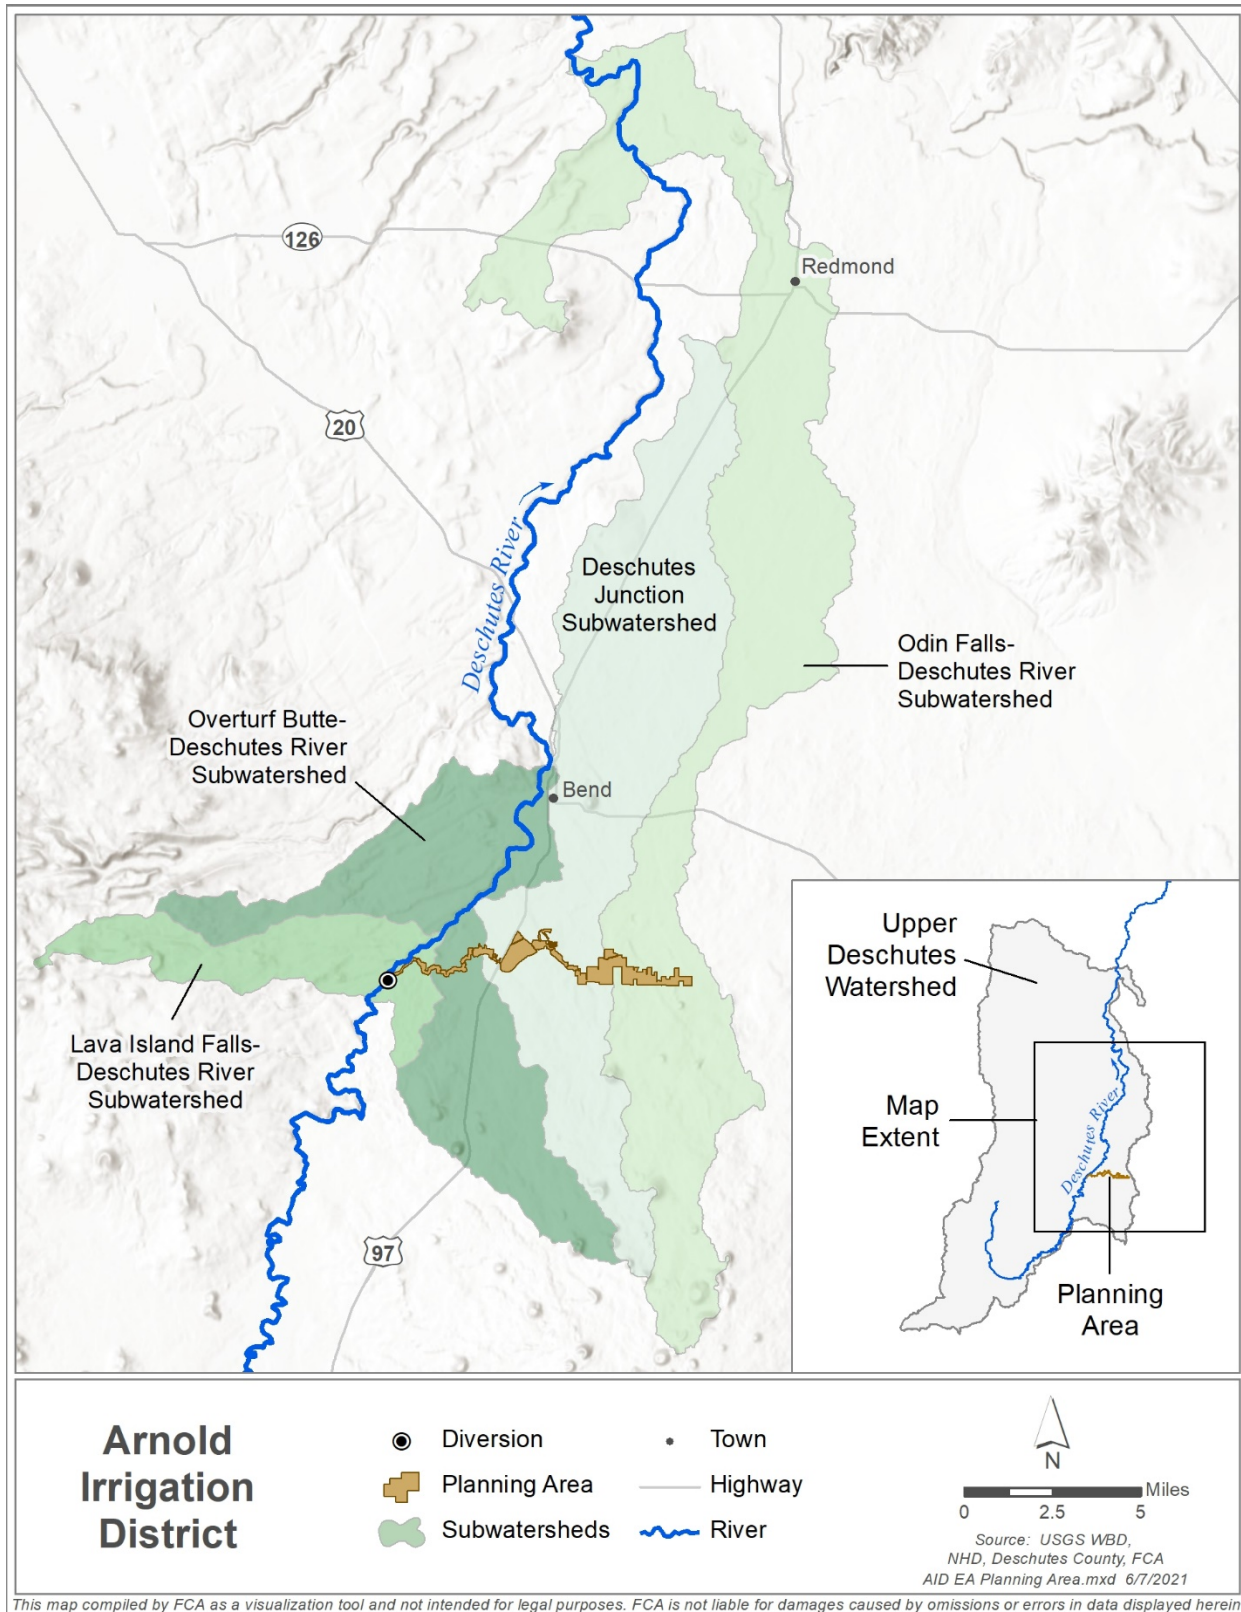 126
Redmond
20
Deschutes River
Deschutes
Junction
Subwatershed
Odin Falls-
Deschutes River
Subwatershed
Overturf Butte-
Deschutes River
Subwatershed
Bend
Lava Island Falls-
Deschutes River
Subwatershed
97
Upper
Deschutes
Watershed
Map
Extent
Deschutes River
Planning
Area
Arnold
Irrigation
District
Diversion
Planning Area
Subwatersheds
Town
Highway
River
N
Miles
0 2.5 5
Source: USGS WBD,
NHD, Deschutes County, FCA
AID EA Planning Area.mxd 6/7/2021
This map compiled by FCA as a visualization tool and not intended for legal purposes. FCA is not liable for damages caused by omissions or errors in data displayed herein